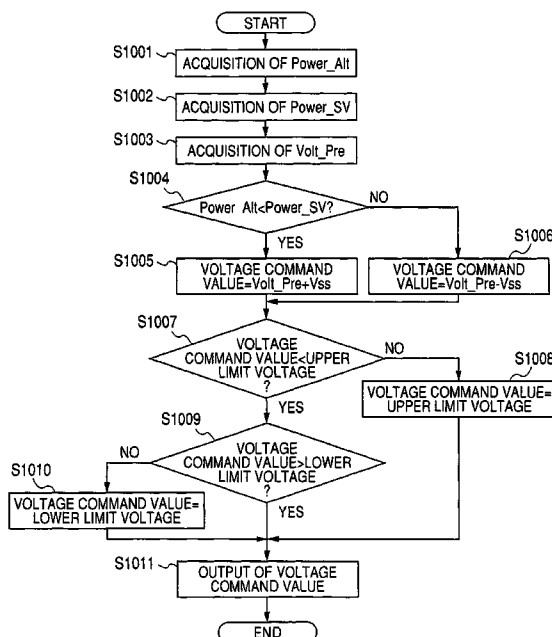 START
S1001
ACQUISITION OF Power_Alt
S1002
ACQUISITION OF Power_SV
S1003
ACQUISITION OF Volt_Pre
S1004
Power Alt<Power_SV?
NO
YES
S1005
VOLTAGE COMMAND
VALUE=Volt_Pre+Vss
S1006
VOLTAGE COMMAND
VALUE=Volt_Pre-Vss
S1007
VOLTAGE
COMMAND VALUE<UPPER
LIMIT VOLTAGE
?
NO
YES
S1008
VOLTAGE COMMAND VALUE=
UPPER LIMIT VOLTAGE
S1009
VOLTAGE
COMMAND VALUE>LOWER
LIMIT VOLTAGE
?
NO
YES
S1010
VOLTAGE COMMAND VALUE=
LOWER LIMIT VOLTAGE
S1011
OUTPUT OF VOLTAGE
COMMAND VALUE
END